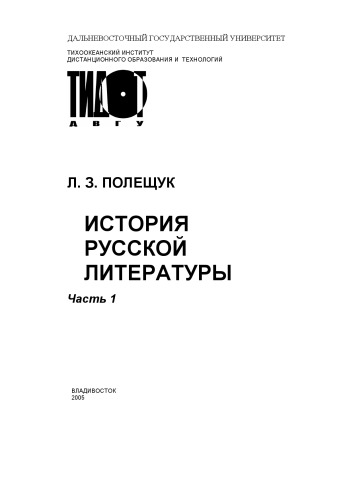 ДАЛЬНЕВОСТОЧНЫЙ ГОСУДАРСТВЕННЫЙ УНИВЕРСИТЕТ
ТИХООКЕАНСКИЙ ИНСТИТУТ
ДИСТАНЦИОННОГО ОБРАЗОВАНИЯ И ТЕХНОЛОГИЙ
ТИДОТ
ДВГУ
Л. З. ПОЛЕЩУК
ИСТОРИЯ
РУССКОЙ
ЛИТЕРАТУРЫ
Часть 1
ВЛАДИВОСТОК
2005